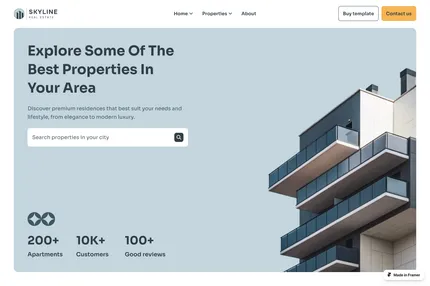 SKYLINE
REAL ESTATE
Home
Properties
About
Buy template
Contact us
Explore Some Of The
Best Properties In
Your Area
Discover premium residences that best suit your needs and
lifestyle, from elegance to modern luxury.
Search properties in your city
200+
10K+
100+
Apartments
Customers
Good reviews
Made in Framer